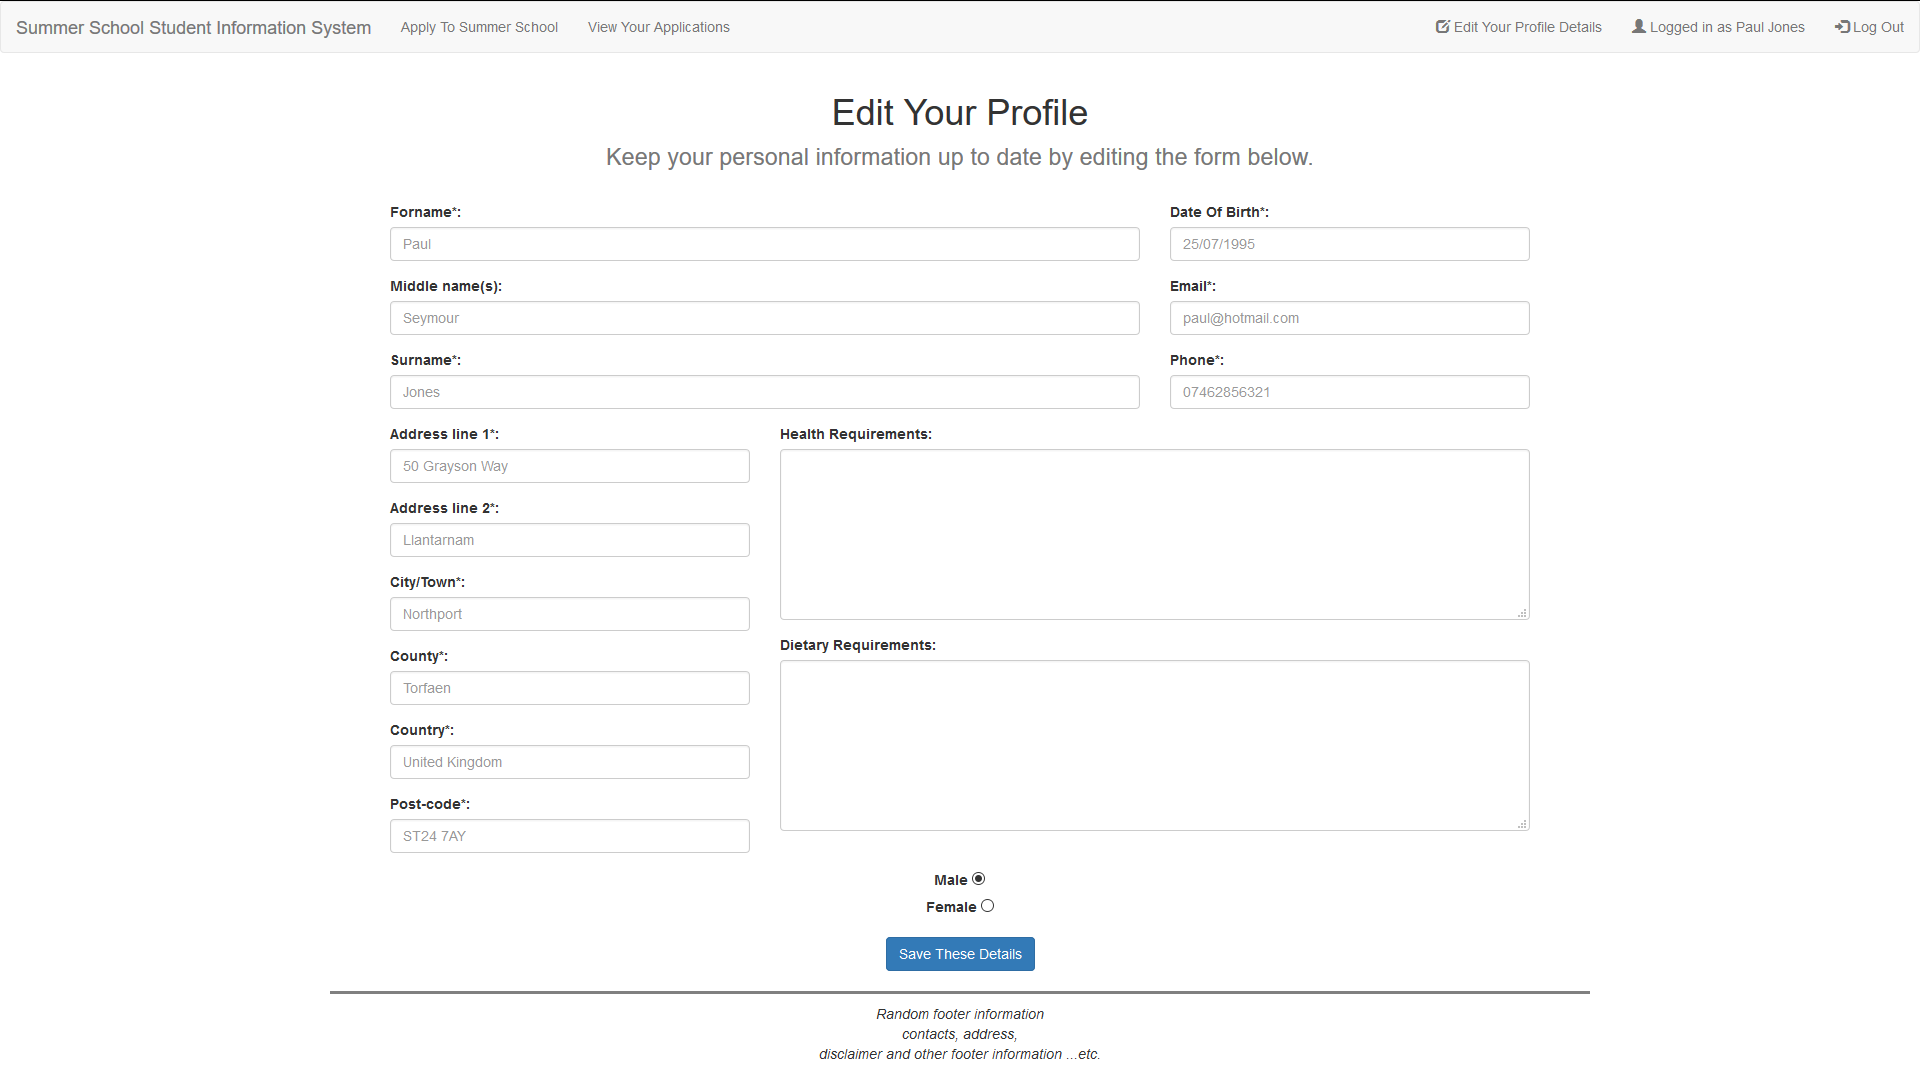 Summer School Student Information System Apply To Summer School View Your Applications Edit Your Profile Details Logged in as Paul Jones Log Out
Edit Your Profile
Keep your personal information up to date by editing the form below.
Forname*: Date Of Birth*:
Paul 25/07/1995
Middle name(s): Email*:
Seymour paul@hotmail.com
Surname*: Phone*:
Jones 07462856321
Address line 1*: Health Requirements:
50 Grayson Way
Address line 2*:
Llantarnam
City/Town*:
Northport
Dietary Requirements:
County*:
Torfaen
Country*:
United Kingdom
Post-code*:
ST24 7AY
Male
Female
Save These Details
Random footer information
contacts, address,
disclaimer and other footer information ...etc.